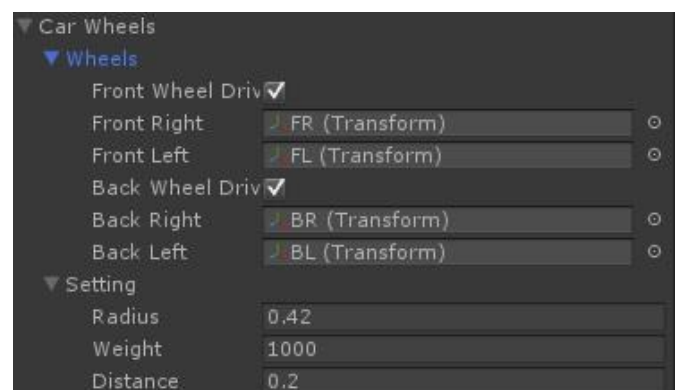 Car Wheels
Wheels
Front Wheel Driv
Front Right FR (Transform)
Front Left FL (Transform)
Back Wheel Driv
Back Right BR (Transform)
Back Left BL (Transform)
Setting
Radius 0.42
Weight 1000
Distance 0.2